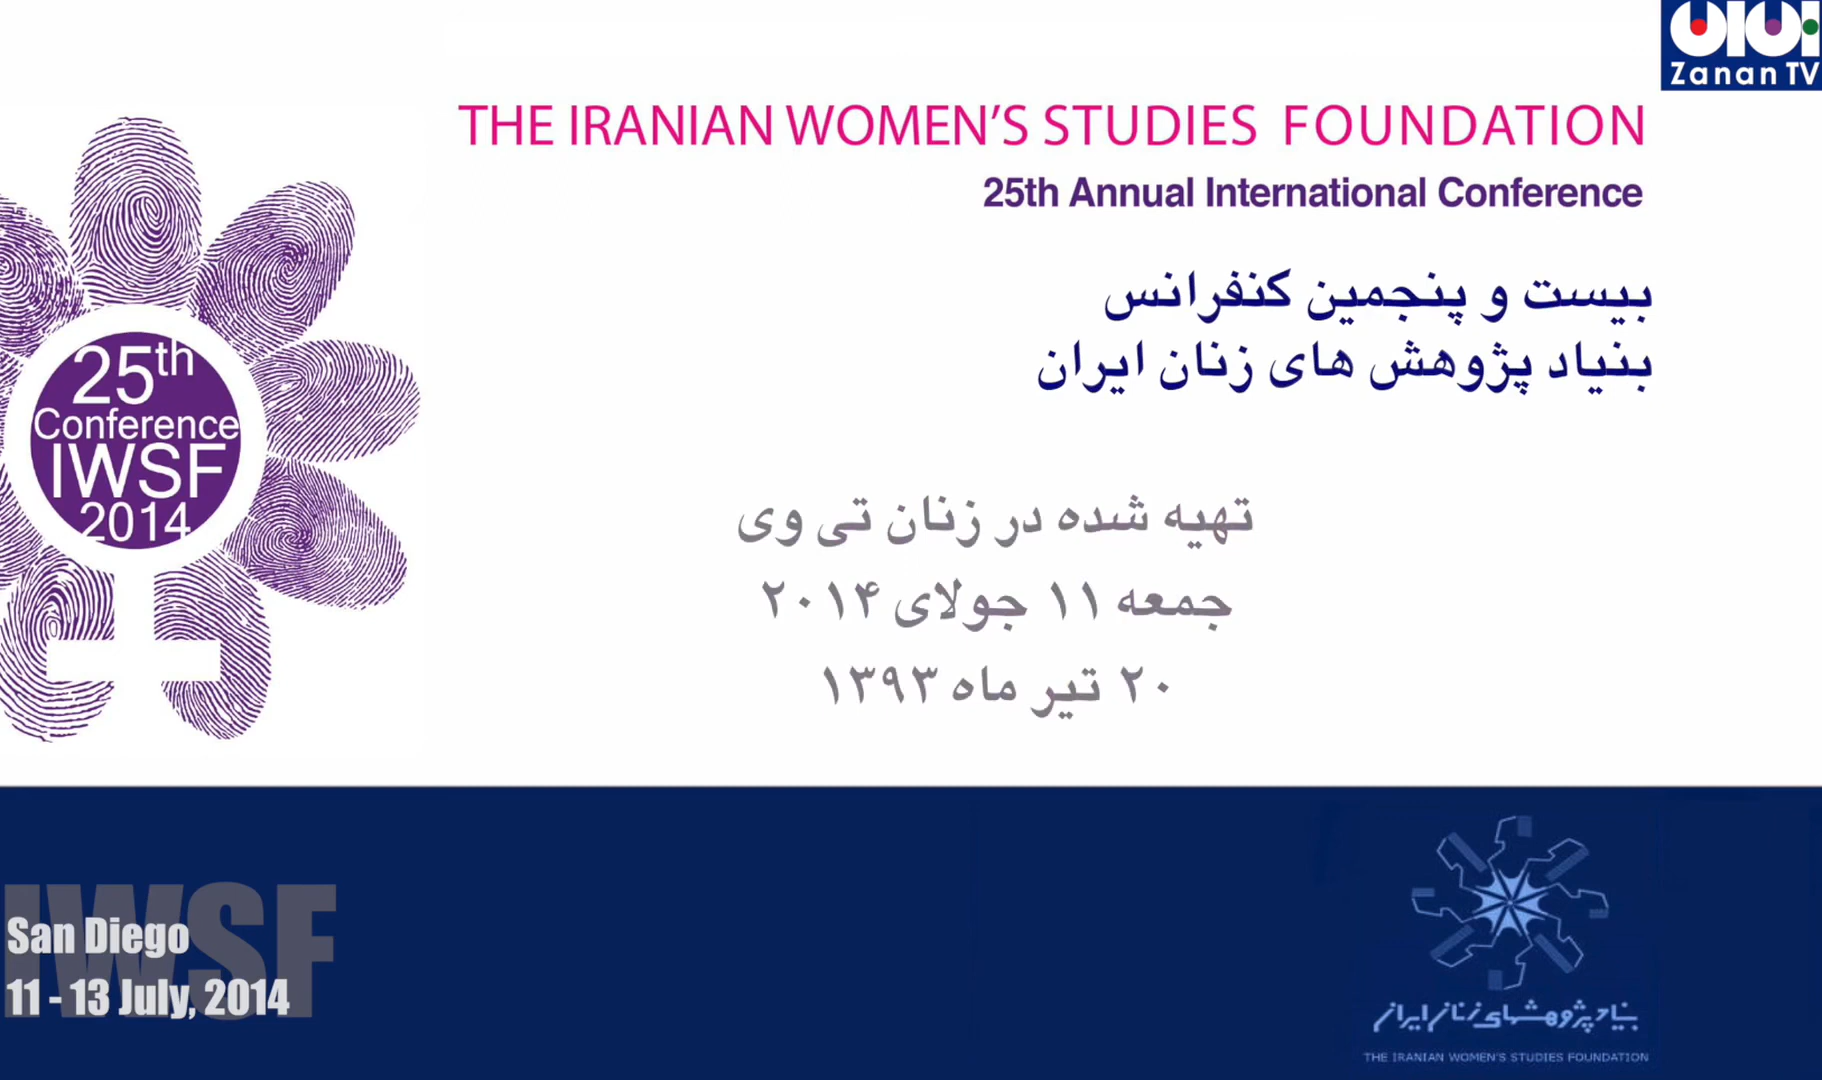 زنان
Zanan TV
THE IRANIAN WOMEN’S STUDIES FOUNDATION
25th Annual International Conference
بیست و پنجمین کنفرانس
بنیاد پژوهش های زنان ایران
25th
Conference
IWSF
2014
تهیه شده در زنان تی وی
جمعه ۱۱ جولای ۲۰۱۴
۲۰ تیر ماه ۱۳۹۳
IWSF
San Diego
11 - 13 July, 2014
بنیاد پژوهشهای زنان ایران
THE IRANIAN WOMEN'S STUDIES FOUNDATION